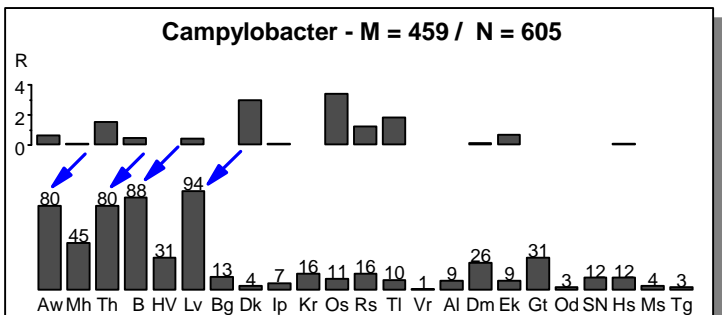 Campylobacter - M = 459 / N = 605
R
4
2
0
80 45 80 88 31 94 13 4 7 16 11 16 10 1 9 26 9 31 3 12 12 4 3
Aw Mh Th B HV Lv Bg Dk Ip Kr Os Rs Tl Vr Al Dm Ek Gt Od SN Hs Ms Tg